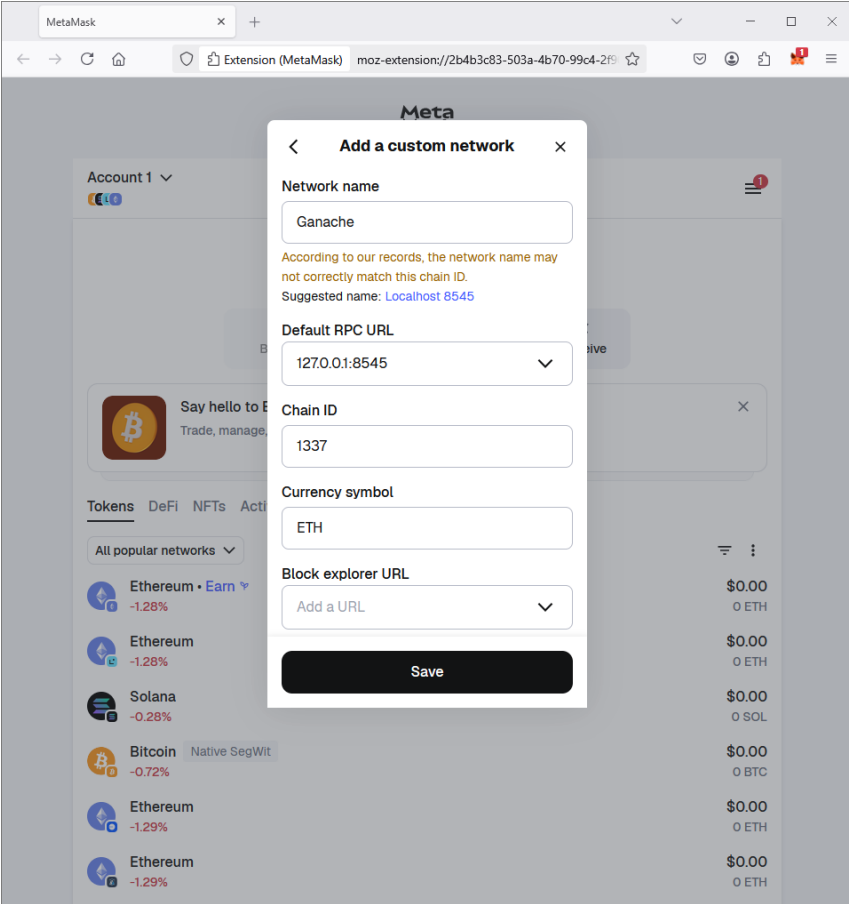 MetaMask
Extension (MetaMask) moz-extension://2b4b3c83-503a-4b70-99c4-2f9
1
Meta
Account 1
1
Add a custom network
Network name
Ganache
According to our records, the network name may
not correctly match this chain ID.
Suggested name: Localhost 8545
Default RPC URL
127.0.0.1:8545
Chain ID
1337
Currency symbol
ETH
Block explorer URL
Add a URL
Save
B
eive
Say hello to B
Trade, manage,
Tokens DeFi NFTs Acti
All popular networks
Ethereum • Earn $0.00
-1.28% 0 ETH
Ethereum $0.00
-1.28% 0 ETH
Solana $0.00
-0.28% 0 SOL
Bitcoin Native SegWit $0.00
-0.72% 0 BTC
Ethereum $0.00
-1.29% 0 ETH
Ethereum $0.00
-1.29% 0 ETH